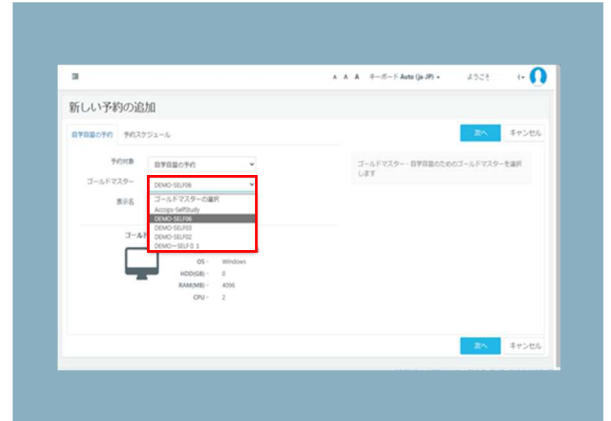 A A A キーボード Auto (ja-JP)
ようこそ
新しい予約の追加
自学自習の予約 予約スケジュール
次へ キャンセル
予約対象 自学自習の予約
ゴールドマスター・自学自習のためのゴールドマスターを選択します
ゴールドマスター DEMO-SELF06
表示名
ゴールドマスターの選択
Accops-SelfStudy
DEMO-SELF06
DEMO-SELF03
DEMO-SELF02
DEMO-SELF０１
OS - Windows
HDD(GB) - 0
RAM(MB) - 4096
CPU - 2
次へ キャンセル